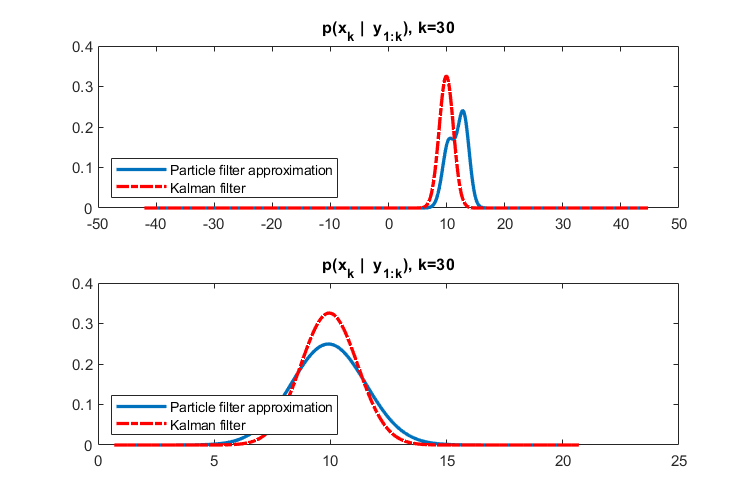 p(x_k | y_1:k), k=30
0.4
0.3
0.2
0.1
0
Particle filter approximation
Kalman filter
-50 -40 -30 -20 -10 0 10 20 30 40 50
p(x_k | y_1:k), k=30
0.4
0.3
0.2
0.1
0
Particle filter approximation
Kalman filter
0 5 10 15 20 25